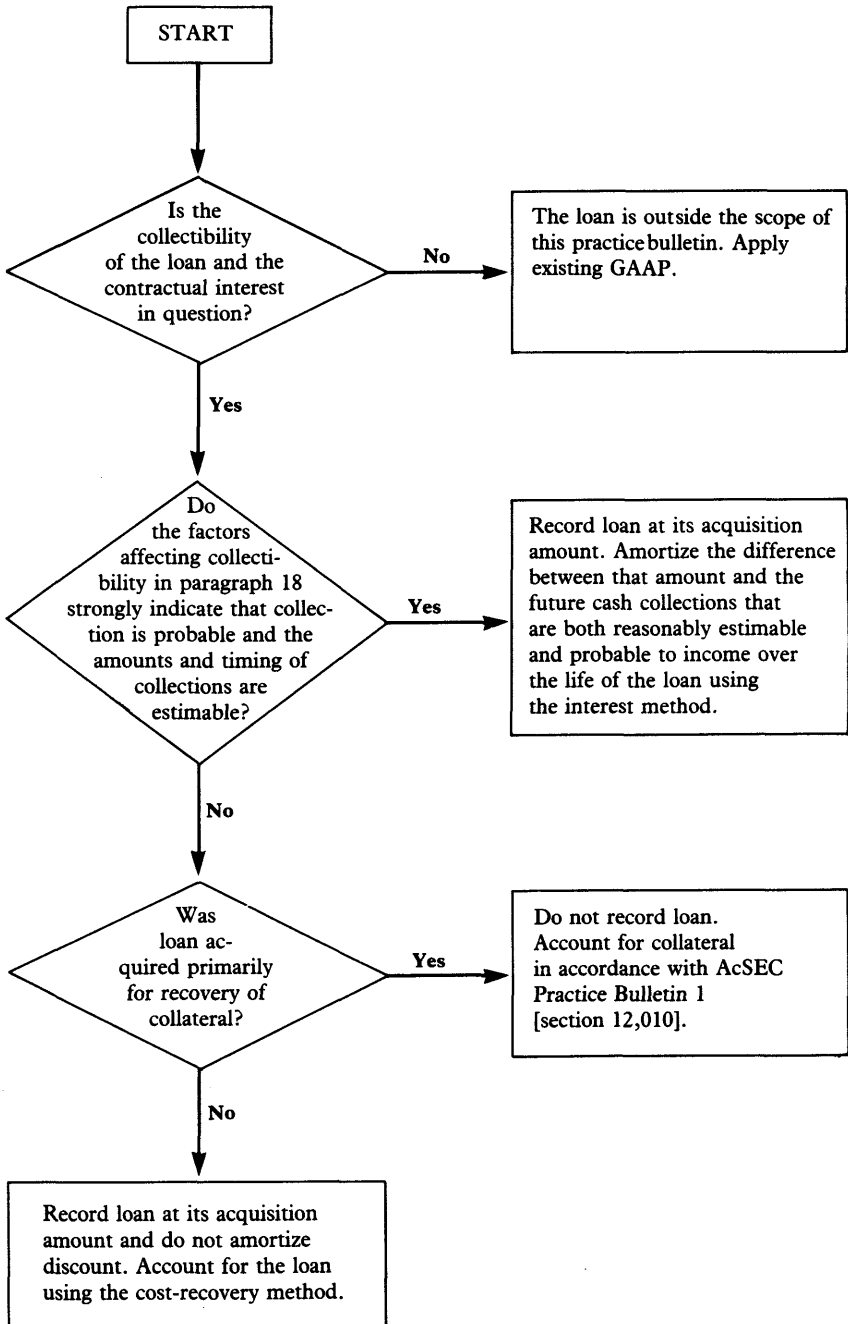 START
Is the
collectibility
of the loan and the
contractual interest
in question?
No
The loan is outside the scope of
this practice bulletin. Apply
existing GAAP.
Yes
Do
the factors
affecting collecti-
bility in paragraph 18
strongly indicate that collec-
tion is probable and the
amounts and timing of
collections are
estimable?
Yes
Record loan at its acquisition
amount. Amortize the difference
between that amount and the
future cash collections that
are both reasonably estimable
and probable to income over
the life of the loan using
the interest method.
No
Was
loan ac-
quired primarily
for recovery of
collateral?
Yes
Do not record loan.
Account for collateral
in accordance with AcSEC
Practice Bulletin 1
[section 12,010].
No
Record loan at its acquisition
amount and do not amortize
discount. Account for the loan
using the cost-recovery method.